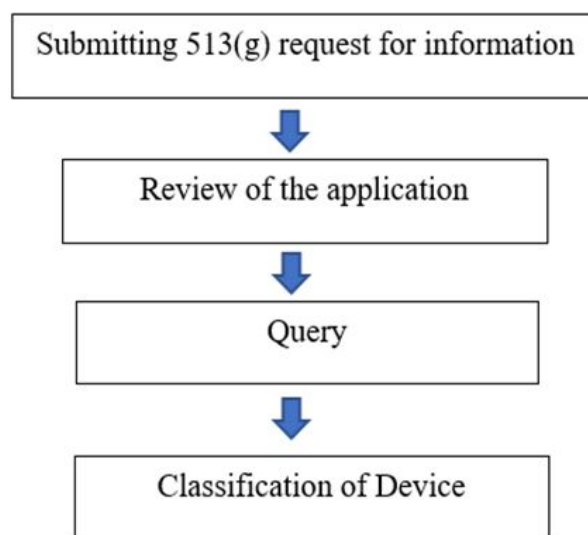 Submitting 513(g) request for information
Review of the application
Query
Classification of Device